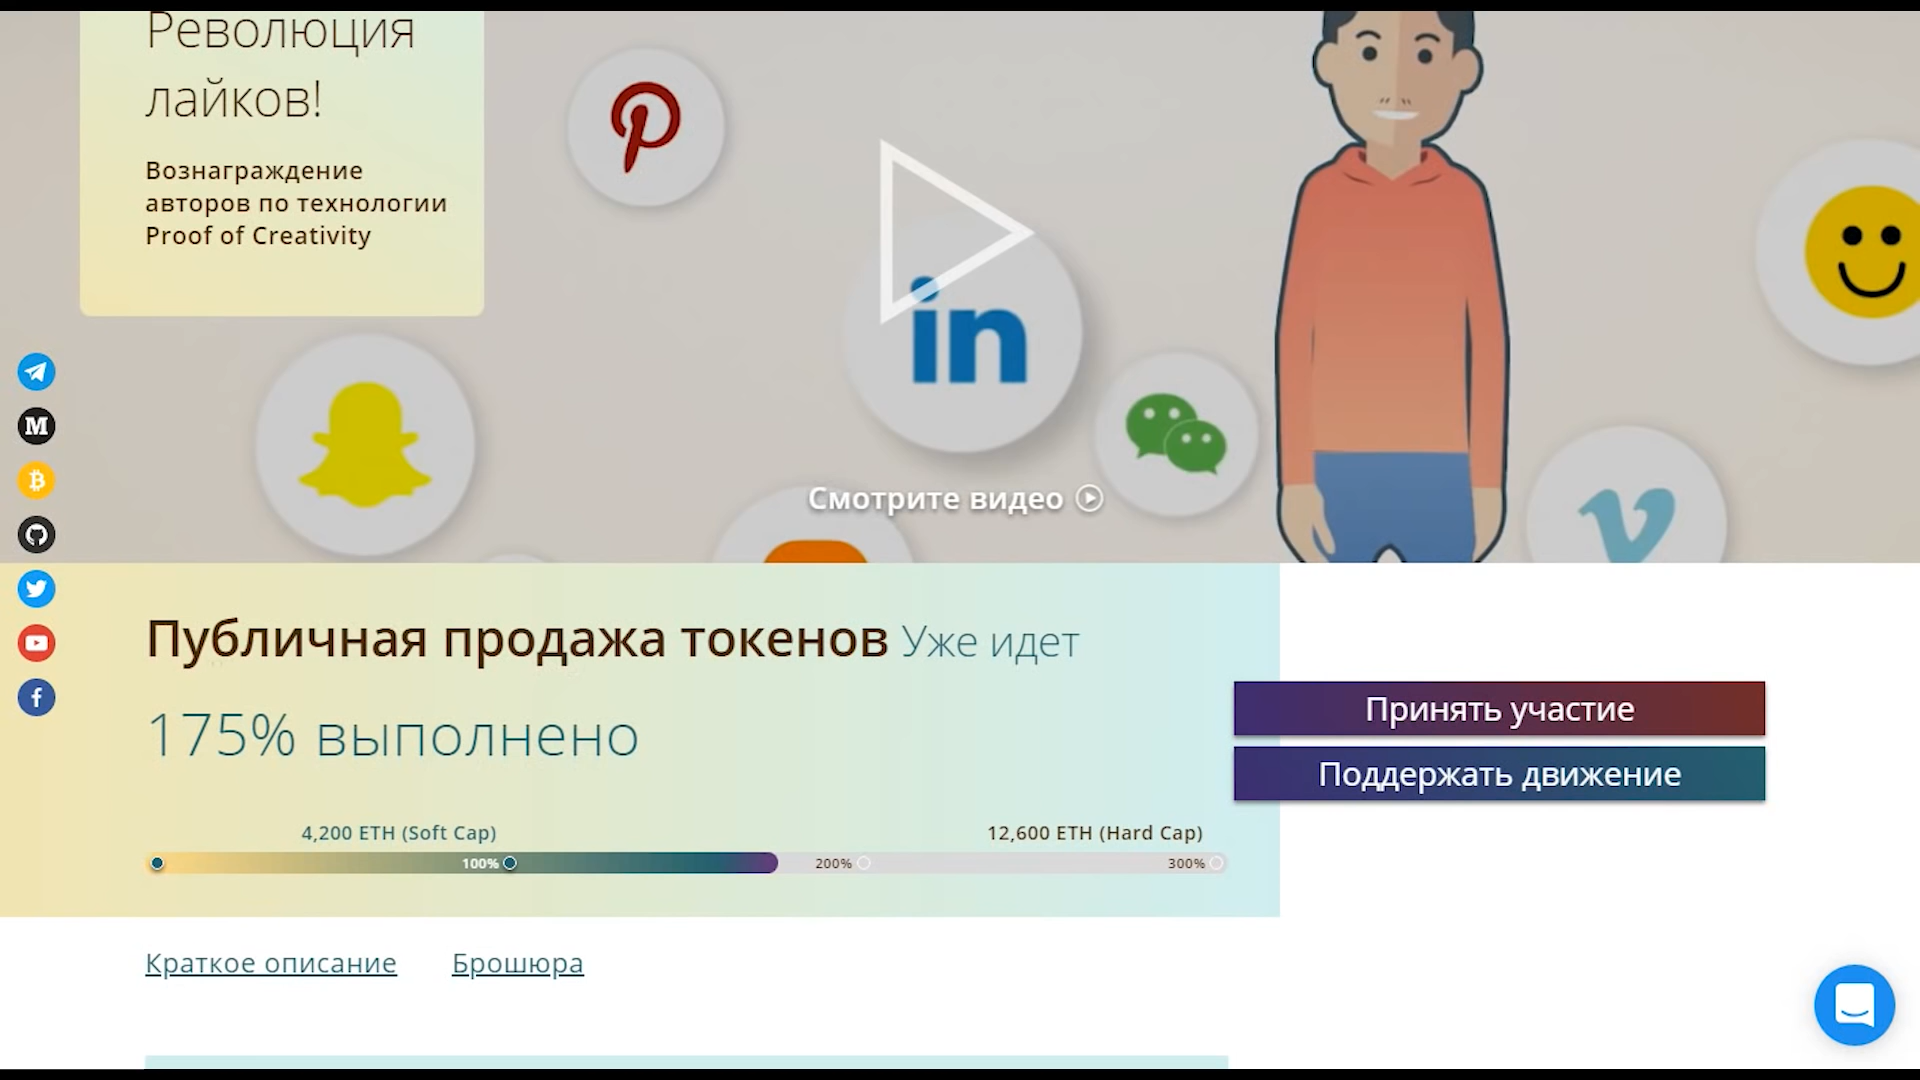 Революция
лайков!
Вознаграждение
авторов по технологии
Proof of Creativity
in
Смотрите видео
Публичная продажа токенов Уже идет
175% выполнено
Принять участие
Поддержать движение
4,200 ETH (Soft Cap)
12,600 ETH (Hard Cap)
100%
200%
300%
Краткое описание
Брошюра